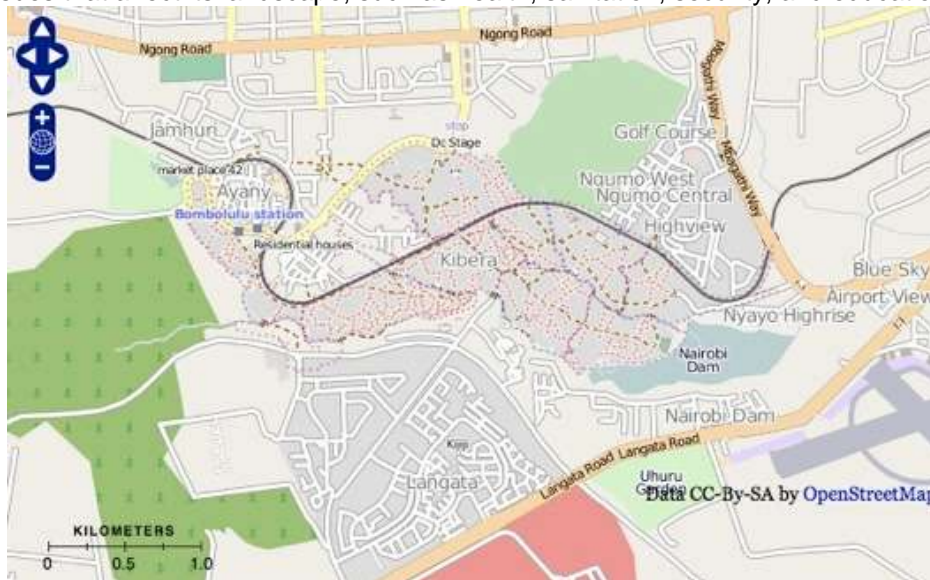 Ngong Road
Ngong Road
Mbagathi Way
stop
Dc Stage
Jamhuri
Golf Course
market place 42
Ayany
Ngumo West
Ngumo Central
Mbagathi Way
Bombolulu station
Highview
Residential houses
Kibera
Blue Sky
Airport View
Nyayo Highrise
Nairobi
Dam
Nairobi Dam
Kijiji
Langata
Langata Road Langata Road
Uhuru
Data CC-By-SA by OpenStreetMap
KILOMETERS
0 0.5 1.0